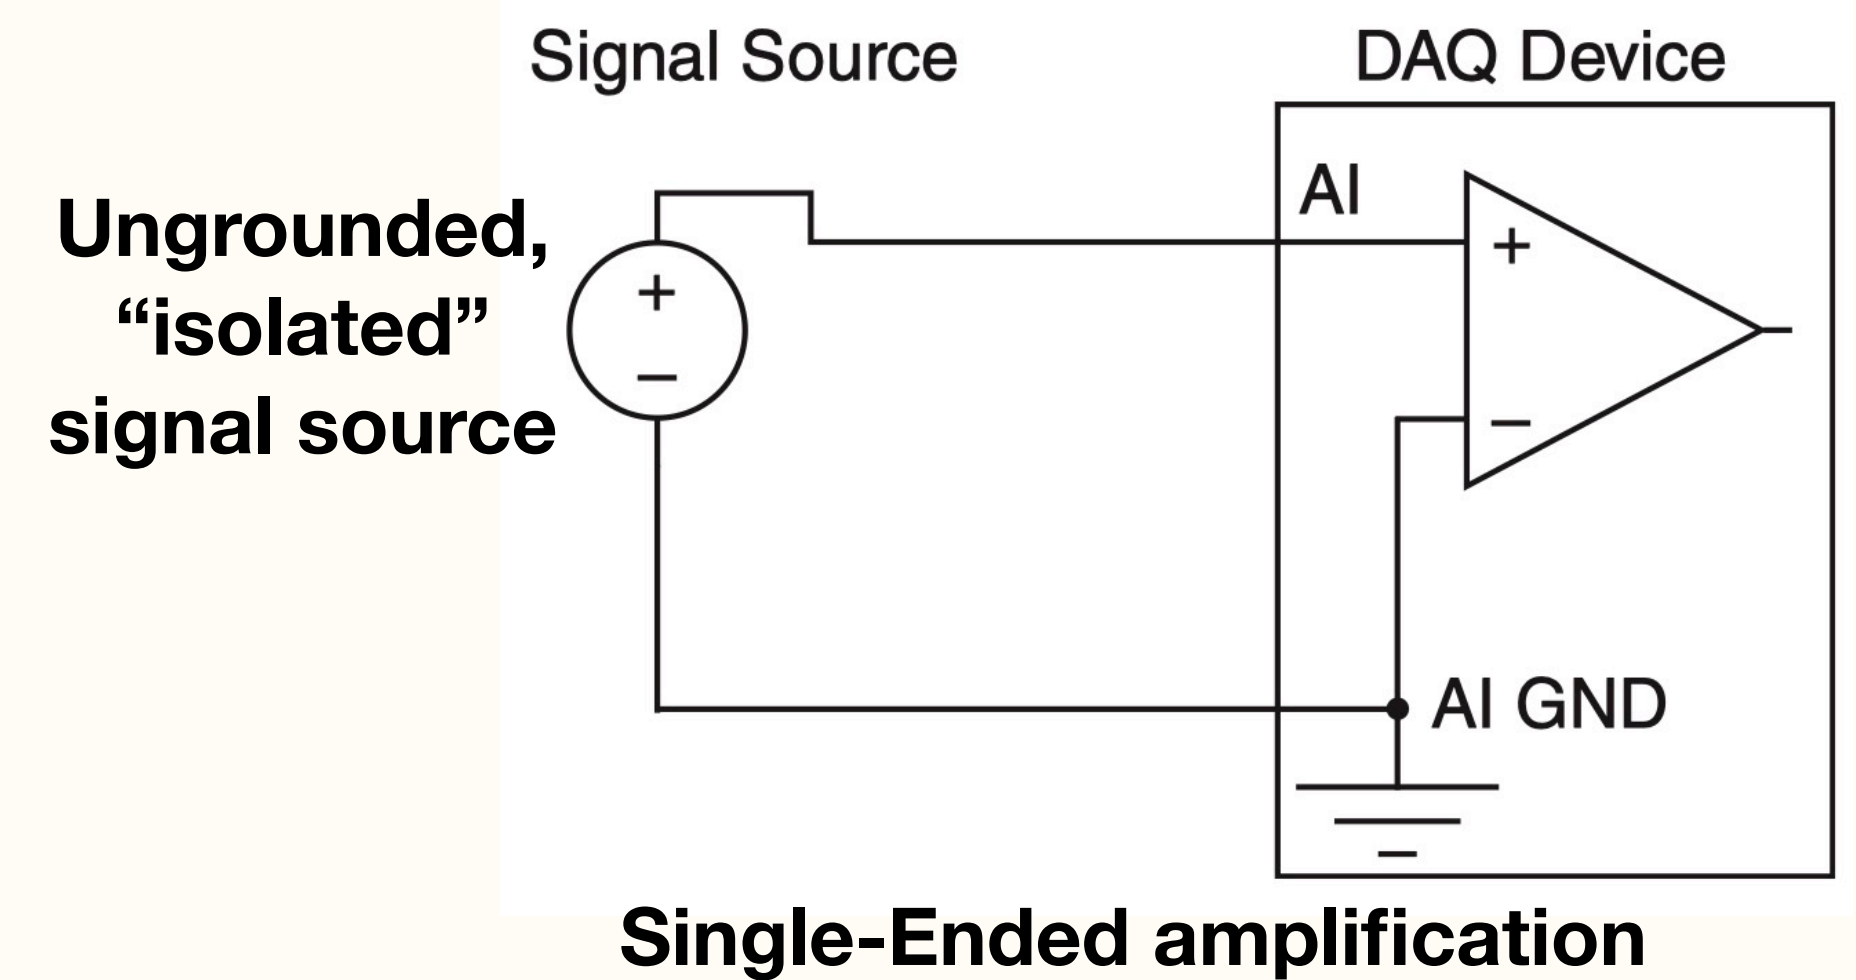 Signal Source
DAQ Device
Ungrounded,
“isolated”
signal source
AI
+
−
+
−
AI GND
Single-Ended amplification